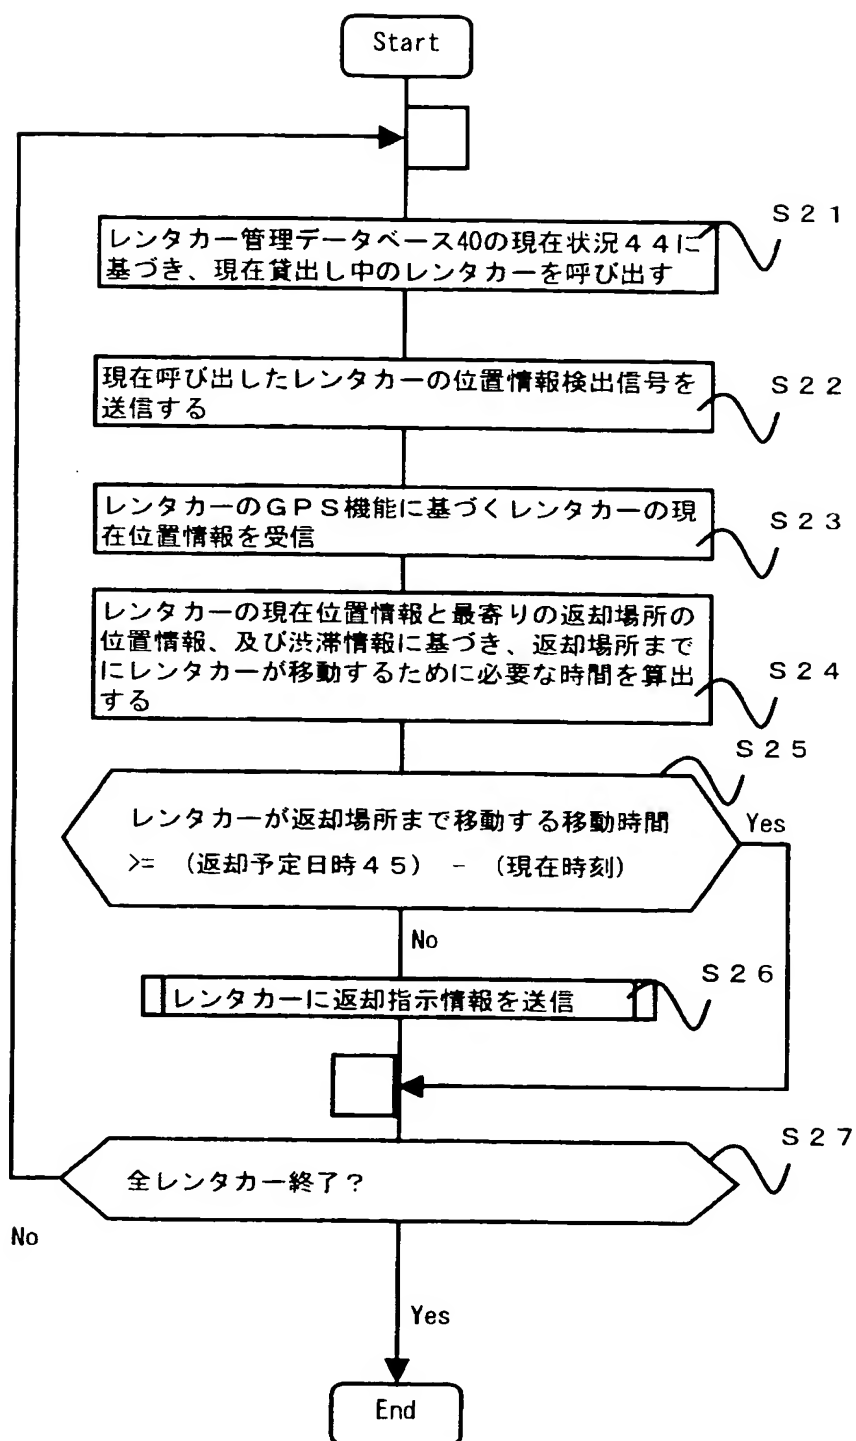 Start
S21
レンタカー管理データベース40の現在状況44に
基づき、現在貸出し中のレンタカーを呼び出す
S22
現在呼び出したレンタカーの位置情報検出信号を
送信する
S23
レンタカーのGPS機能に基づくレンタカーの現
在位置情報を受信
レンタカーの現在位置情報と最寄りの返却場所の
位置情報、及び渋滞情報に基づき、返却場所まで
にレンタカーが移動するために必要な時間を算出
する
S24
S25
レンタカーが返却場所まで移動する移動時間
>= (返却予定日時45) - (現在時刻)
Yes
No
S26
レンタカーに返却指示情報を送信
S27
全レンタカー終了?
No
Yes
End